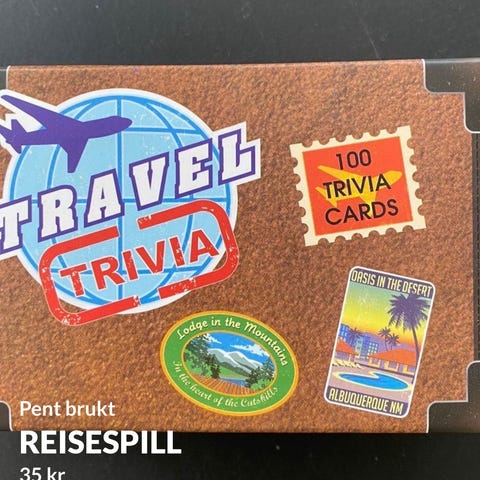 TRAVEL
TRIVIA
100
TRIVIA
CARDS
Lodge in the Mountains
In the heart of the Catskills
OASIS IN THE DESERT
ALBUQUERQUE NM
Pent brukt
REISESPILL
35 kr